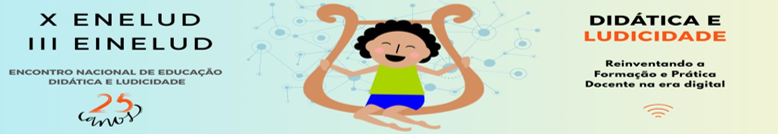 X ENELUD
III EINELUD
ENCONTRO NACIONAL DE EDUCAÇÃO
DIDÁTICA E LUDICIDADE
25
anos
DIDÁTICA E
LUDICIDADE
Reinventando a
Formação e Prática
Docente na era digital